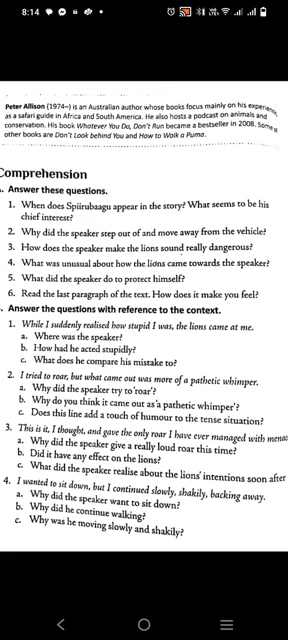 8:14
Peter Allison (1974–) is an Australian author whose books focus mainly on his experience
as a safari guide in Africa and South America. He also hosts a podcast on animals and
conservation. His book Whatever You Do, Don't Run became a bestseller in 2008. Some
other books are Don't Look behind You and How to Walk a Puma.
Comprehension
Answer these questions.
1. When does Spiirubaagu appear in the story? What seems to be his
chief interest?
2. Why did the speaker step out of and move away from the vehicle?
3. How does the speaker make the lions sound really dangerous?
4. What was unusual about how the lions came towards the speaker?
5. What did the speaker do to protect himself?
6. Read the last paragraph of the text. How does it make you feel?
Answer the questions with reference to the context.
1. While I suddenly realised how stupid I was, the lions came at me.
a. Where was the speaker?
b. How had he acted stupidly?
c. What does he compare his mistake to?
2. I tried to roar, but what came out was more of a pathetic whimper.
a. Why did the speaker try to 'roar'?
b. Why do you think it came out as 'a pathetic whimper'?
c. Does this line add a touch of humour to the tense situation?
3. This is it, I thought, and gave the only roar I have ever managed with menac
a. Why did the speaker give a really loud roar this time?
b. Did it have any effect on the lions?
c. What did the speaker realise about the lions' intentions soon after
4. I wanted to sit down, but I continued slowly, shakily, backing away.
a. Why did the speaker want to sit down?
b. Why did he continue walking?
c. Why was he moving slowly and shakily?